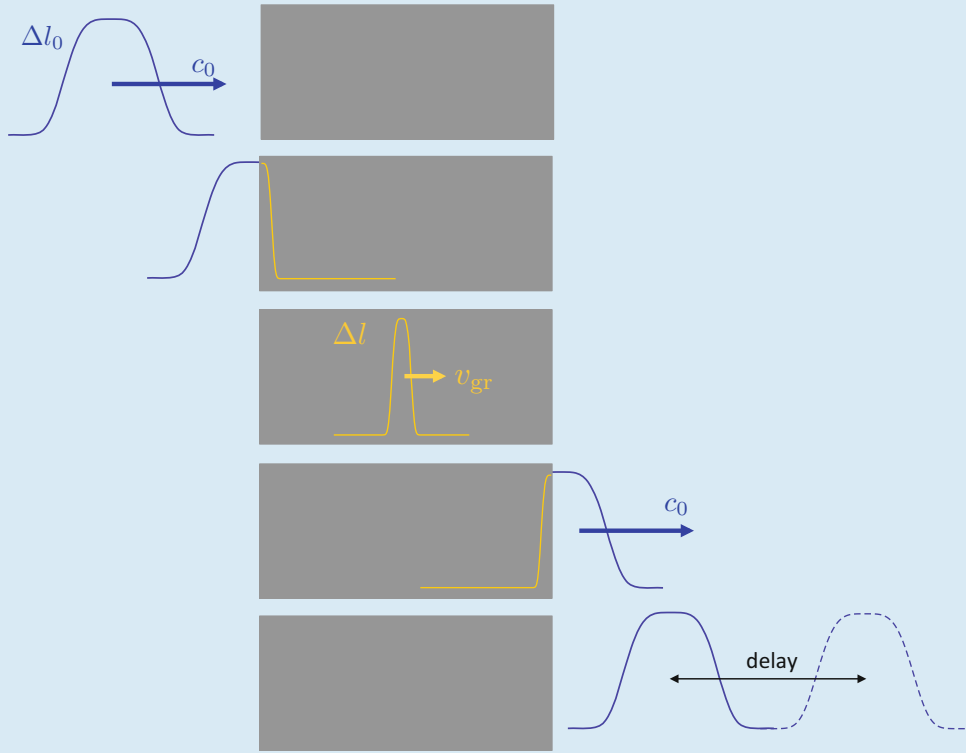 Δl₀
c₀
Δl
v_gr
c₀
delay